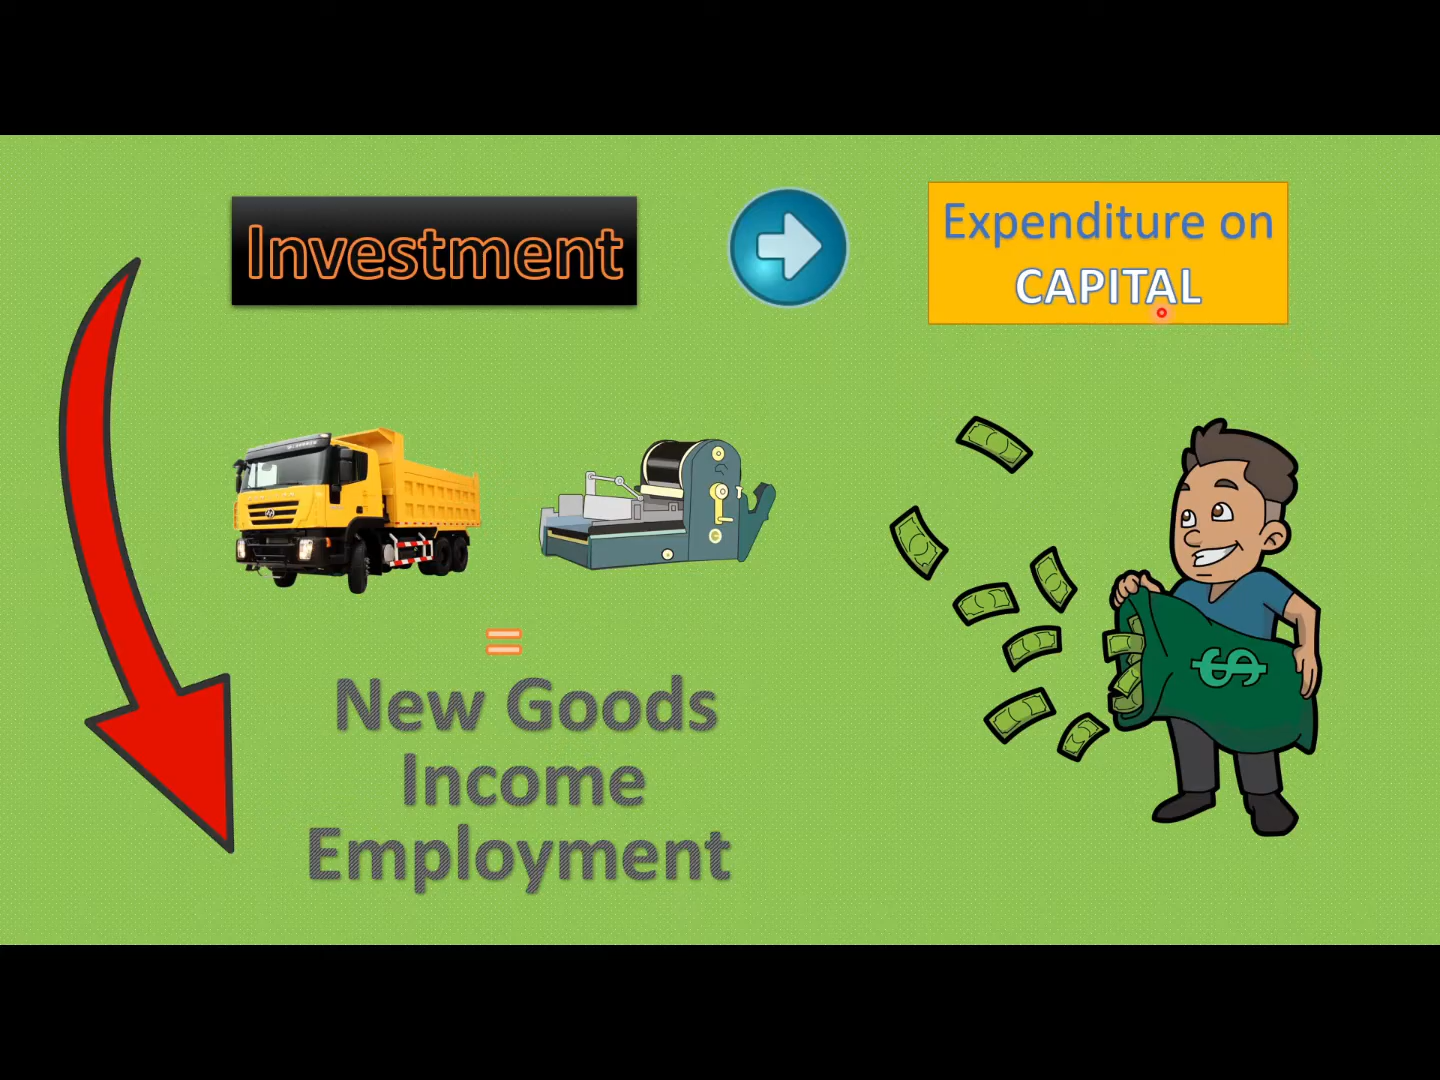 Investment
Expenditure on
CAPITAL
=
New Goods
Income
Employment
$